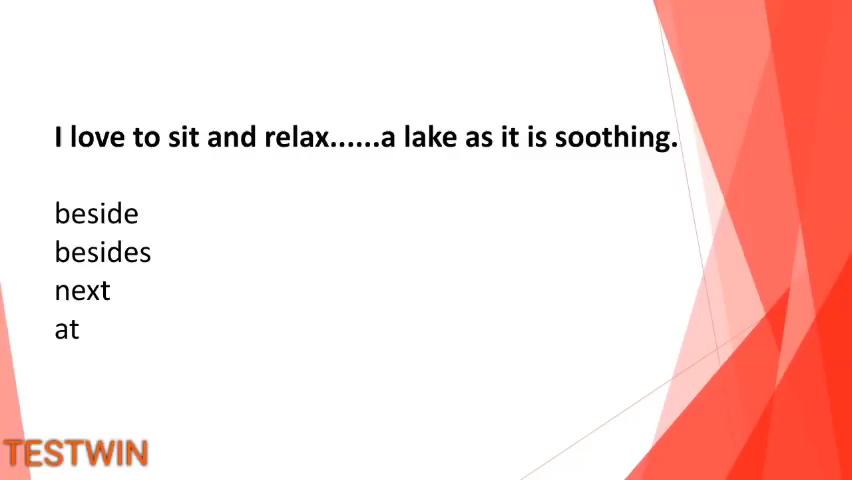 I love to sit and relax......a lake as it is soothing.
beside
besides
next
at
TESTWIN